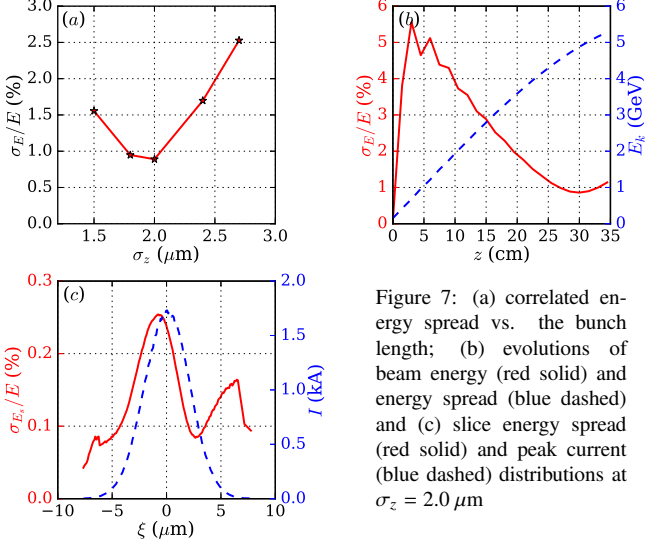 (a)
3.0
2.5
2.0
1.5
1.0
0.5
0.0
σ_E/E (%)
1.5 2.0 2.5 3.0
σ_z (μm)
(b)
6
5
4
3
2
1
0
σ_E/E (%)
6
5
4
3
2
1
0
E_k (GeV)
0 5 10 15 20 25 30 35
z (cm)
(c)
0.3
0.2
0.1
0.0
σ_{E_s}/E (%)
2.0
1.5
1.0
0.5
0.0
I (kA)
−10 −5 0 5 10
ξ (μm)
Figure 7: (a) correlated en-
ergy spread vs. the bunch
length; (b) evolutions of
beam energy (red solid) and
energy spread (blue dashed)
and (c) slice energy spread
(red solid) and peak current
(blue dashed) distributions at
σ_z = 2.0 μm